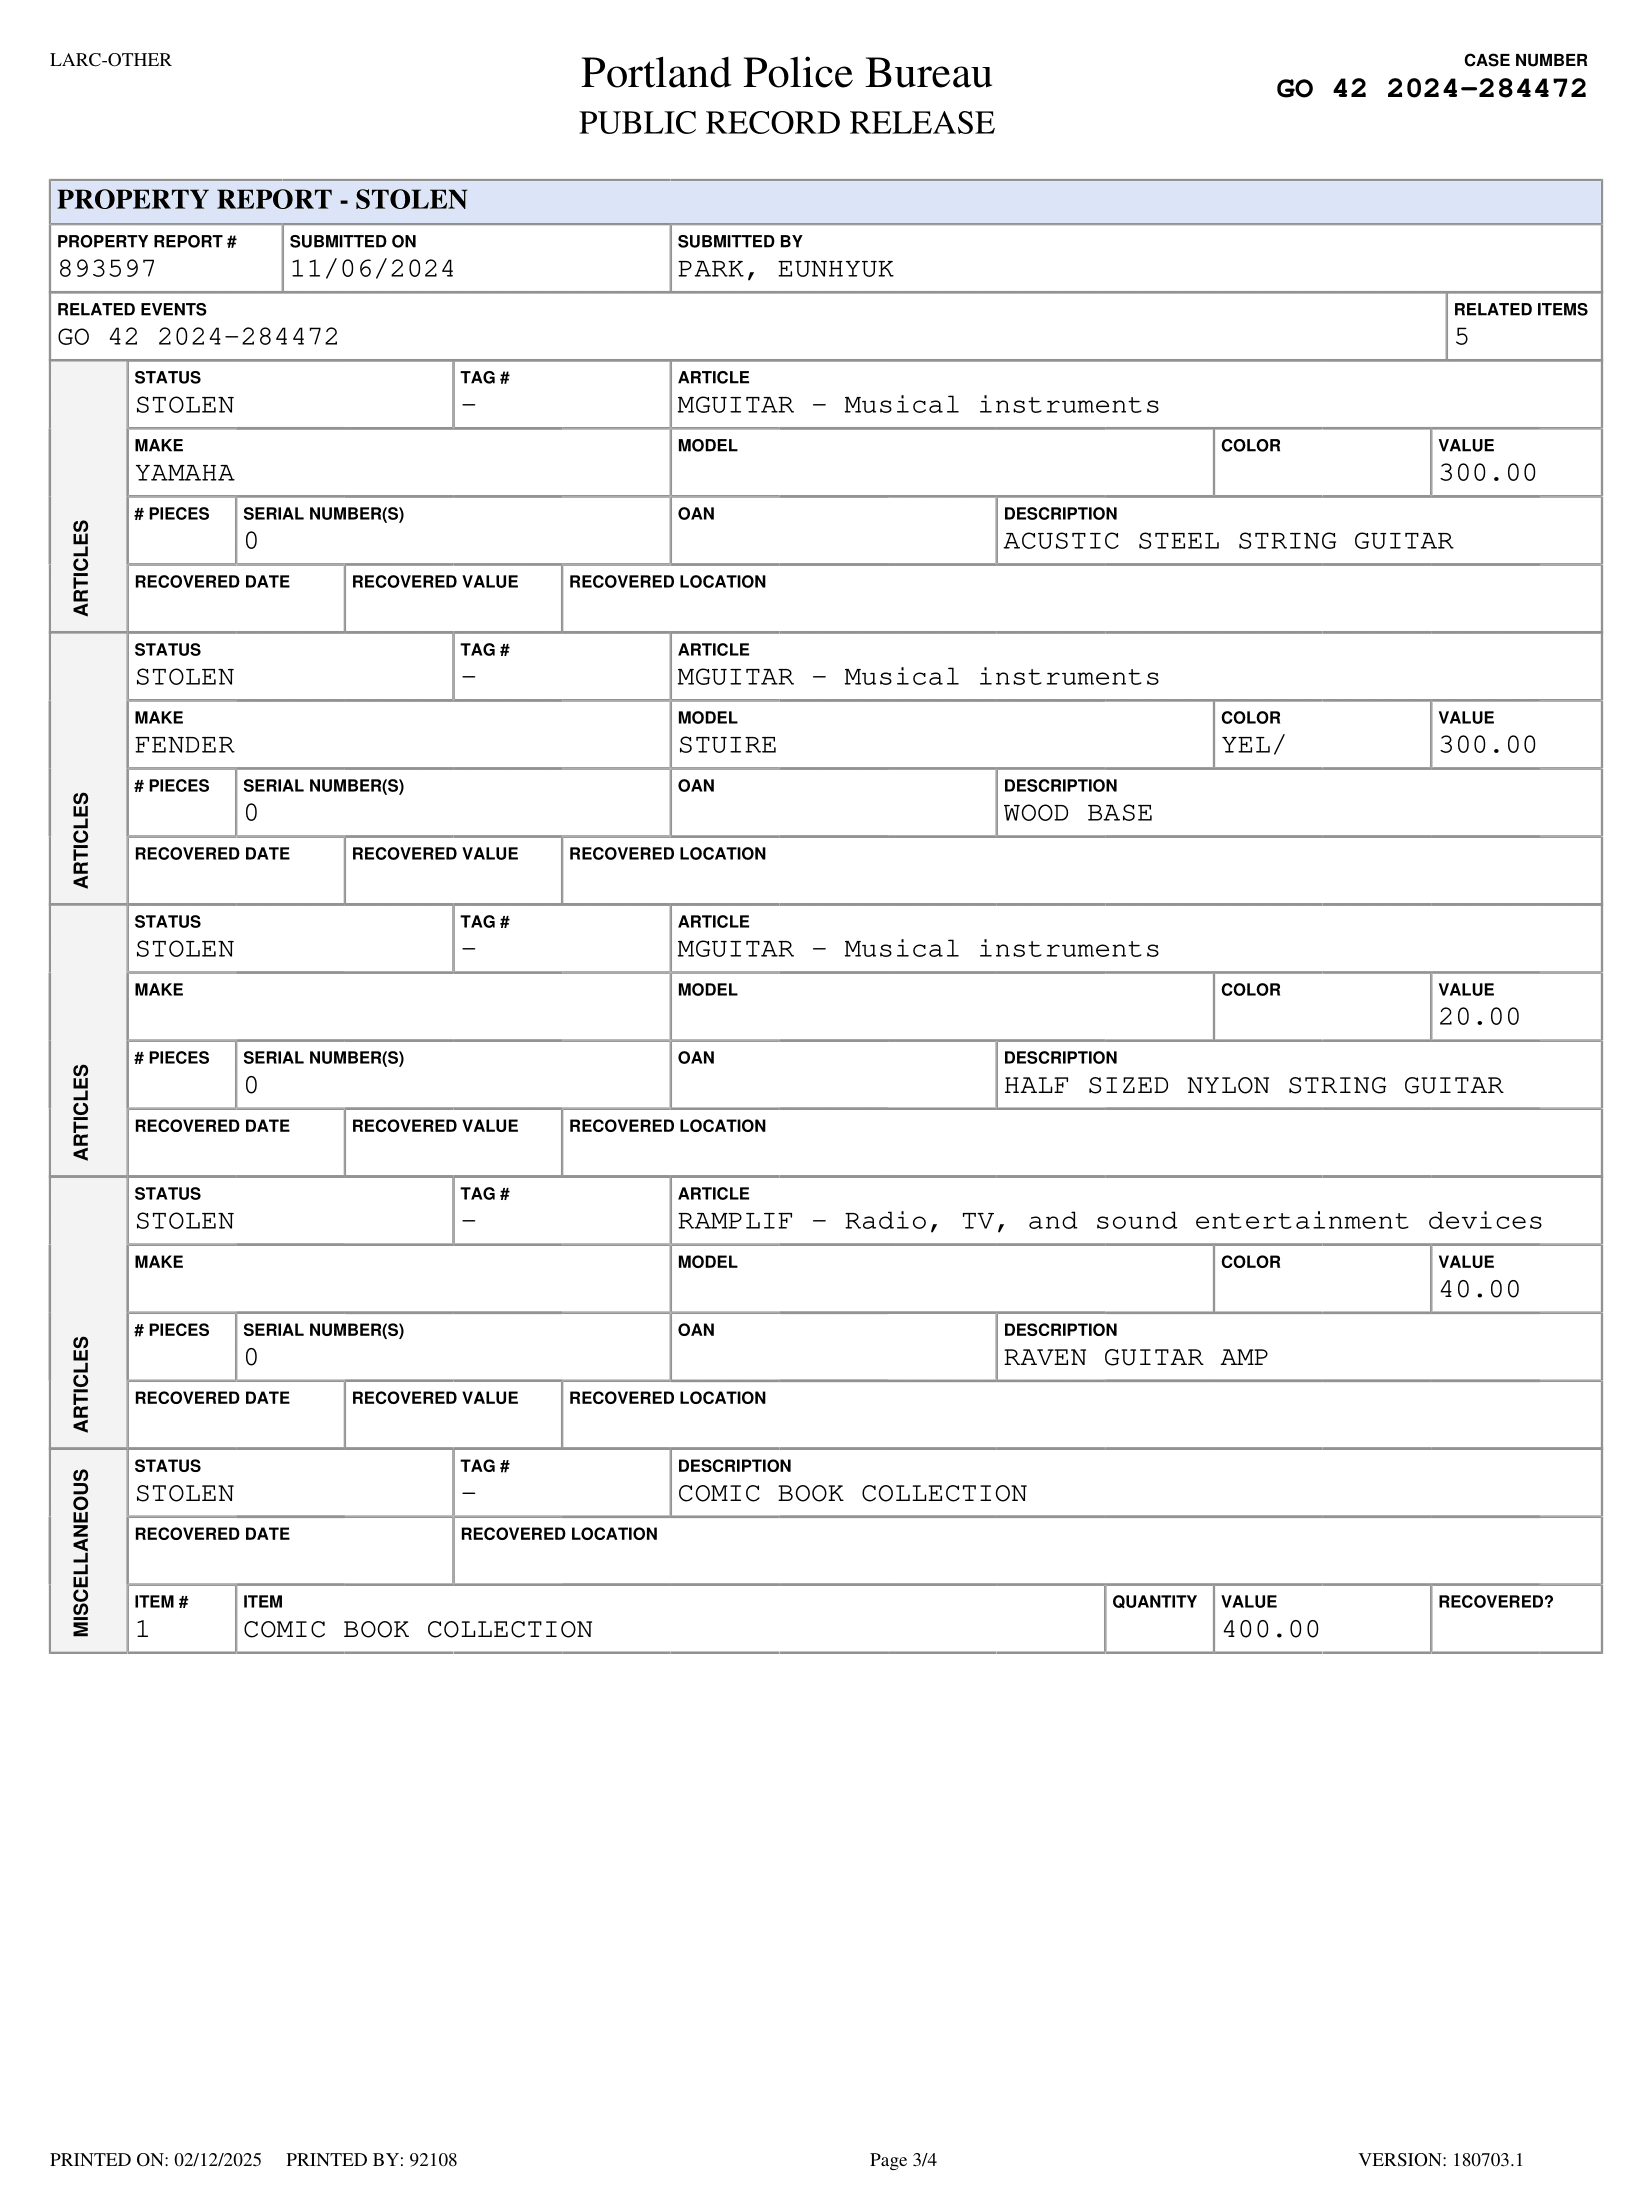 LARC-OTHER
Portland Police Bureau
PUBLIC RECORD RELEASE
CASE NUMBER
GO 42 2024-284472
PROPERTY REPORT - STOLEN
PROPERTY REPORT # SUBMITTED ON SUBMITTED BY
893597 11/06/2024 PARK, EUNHYUK
RELATED EVENTS RELATED ITEMS
GO 42 2024-284472 5
ARTICLES
STATUS TAG # ARTICLE
STOLEN - MGUITAR - Musical instruments
MAKE MODEL COLOR VALUE
YAMAHA 300.00
# PIECES SERIAL NUMBER(S) OAN DESCRIPTION
0 ACUSTIC STEEL STRING GUITAR
RECOVERED DATE RECOVERED VALUE RECOVERED LOCATION
ARTICLES
STATUS TAG # ARTICLE
STOLEN - MGUITAR - Musical instruments
MAKE MODEL COLOR VALUE
FENDER STUIRE YEL/ 300.00
# PIECES SERIAL NUMBER(S) OAN DESCRIPTION
0 WOOD BASE
RECOVERED DATE RECOVERED VALUE RECOVERED LOCATION
ARTICLES
STATUS TAG # ARTICLE
STOLEN - MGUITAR - Musical instruments
MAKE MODEL COLOR VALUE
20.00
# PIECES SERIAL NUMBER(S) OAN DESCRIPTION
0 HALF SIZED NYLON STRING GUITAR
RECOVERED DATE RECOVERED VALUE RECOVERED LOCATION
ARTICLES
STATUS TAG # ARTICLE
STOLEN - RAMPLIF - Radio, TV, and sound entertainment devices
MAKE MODEL COLOR VALUE
40.00
# PIECES SERIAL NUMBER(S) OAN DESCRIPTION
0 RAVEN GUITAR AMP
RECOVERED DATE RECOVERED VALUE RECOVERED LOCATION
MISCELLANEOUS
STATUS TAG # DESCRIPTION
STOLEN - COMIC BOOK COLLECTION
RECOVERED DATE RECOVERED LOCATION
ITEM # ITEM QUANTITY VALUE RECOVERED?
1 COMIC BOOK COLLECTION 400.00
PRINTED ON: 02/12/2025 PRINTED BY: 92108 Page 3/4 VERSION: 180703.1